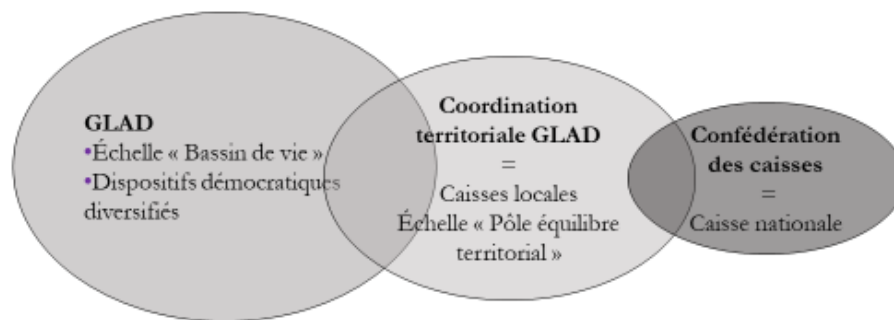 GLAD
•Échelle « Bassin de vie »
•Dispositifs démocratiques
diversifiés
Coordination
territoriale GLAD
=
Caisses locales
Échelle « Pôle équilibre
territorial »
Confédération
des caisses
=
Caisse nationale